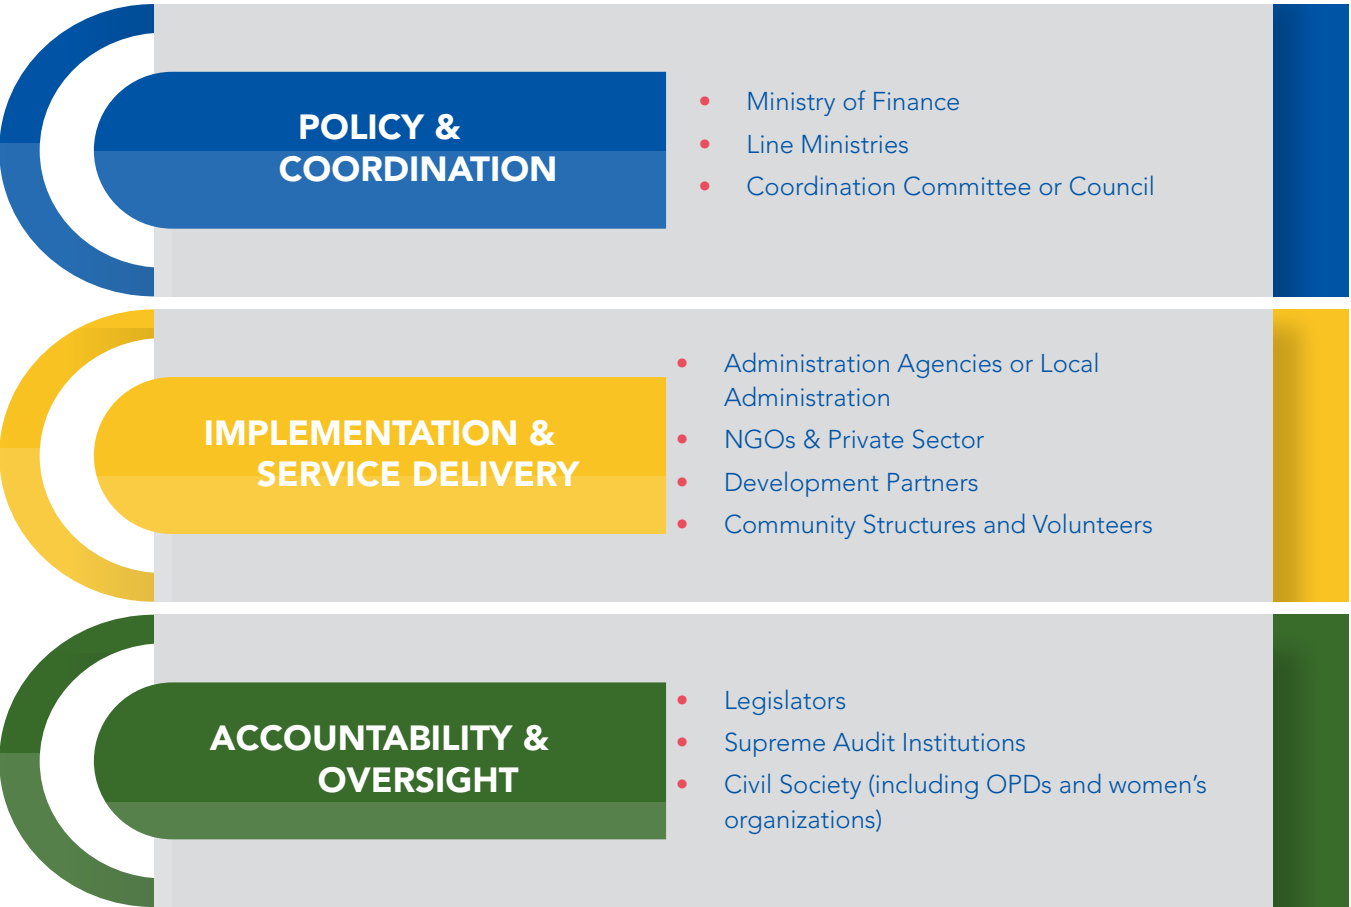 POLICY &
COORDINATION
• Ministry of Finance
• Line Ministries
• Coordination Committee or Council
IMPLEMENTATION &
SERVICE DELIVERY
• Administration Agencies or Local
Administration
• NGOs & Private Sector
• Development Partners
• Community Structures and Volunteers
ACCOUNTABILITY &
OVERSIGHT
• Legislators
• Supreme Audit Institutions
• Civil Society (including OPDs and women’s
organizations)